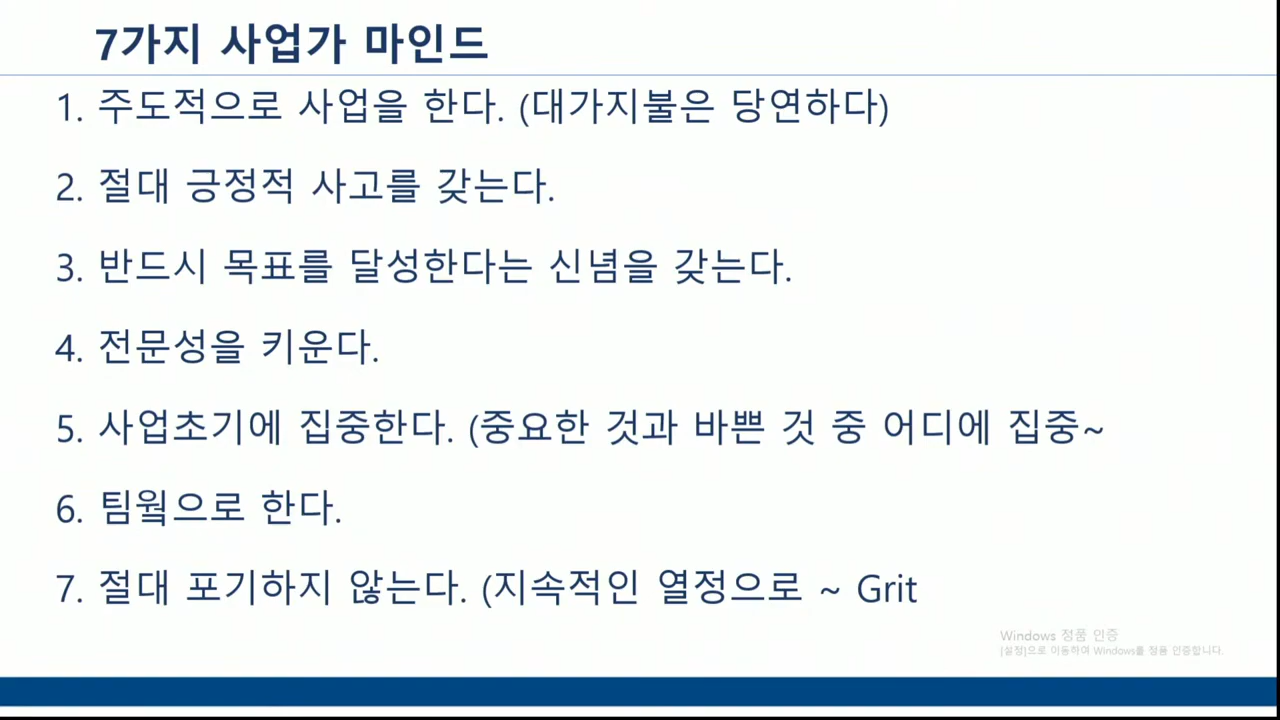 7가지 사업가 마인드
1. 주도적으로 사업을 한다. (대가지불은 당연하다)
2. 절대 긍정적 사고를 갖는다.
3. 반드시 목표를 달성한다는 신념을 갖는다.
4. 전문성을 키운다.
5. 사업초기에 집중한다. (중요한 것과 바쁜 것 중 어디에 집중~
6. 팀웤으로 한다.
7. 절대 포기하지 않는다. (지속적인 열정으로 ~ Grit
Windows 정품 인증
[설정]으로 이동하여 Windows를 정품 인증합니다.